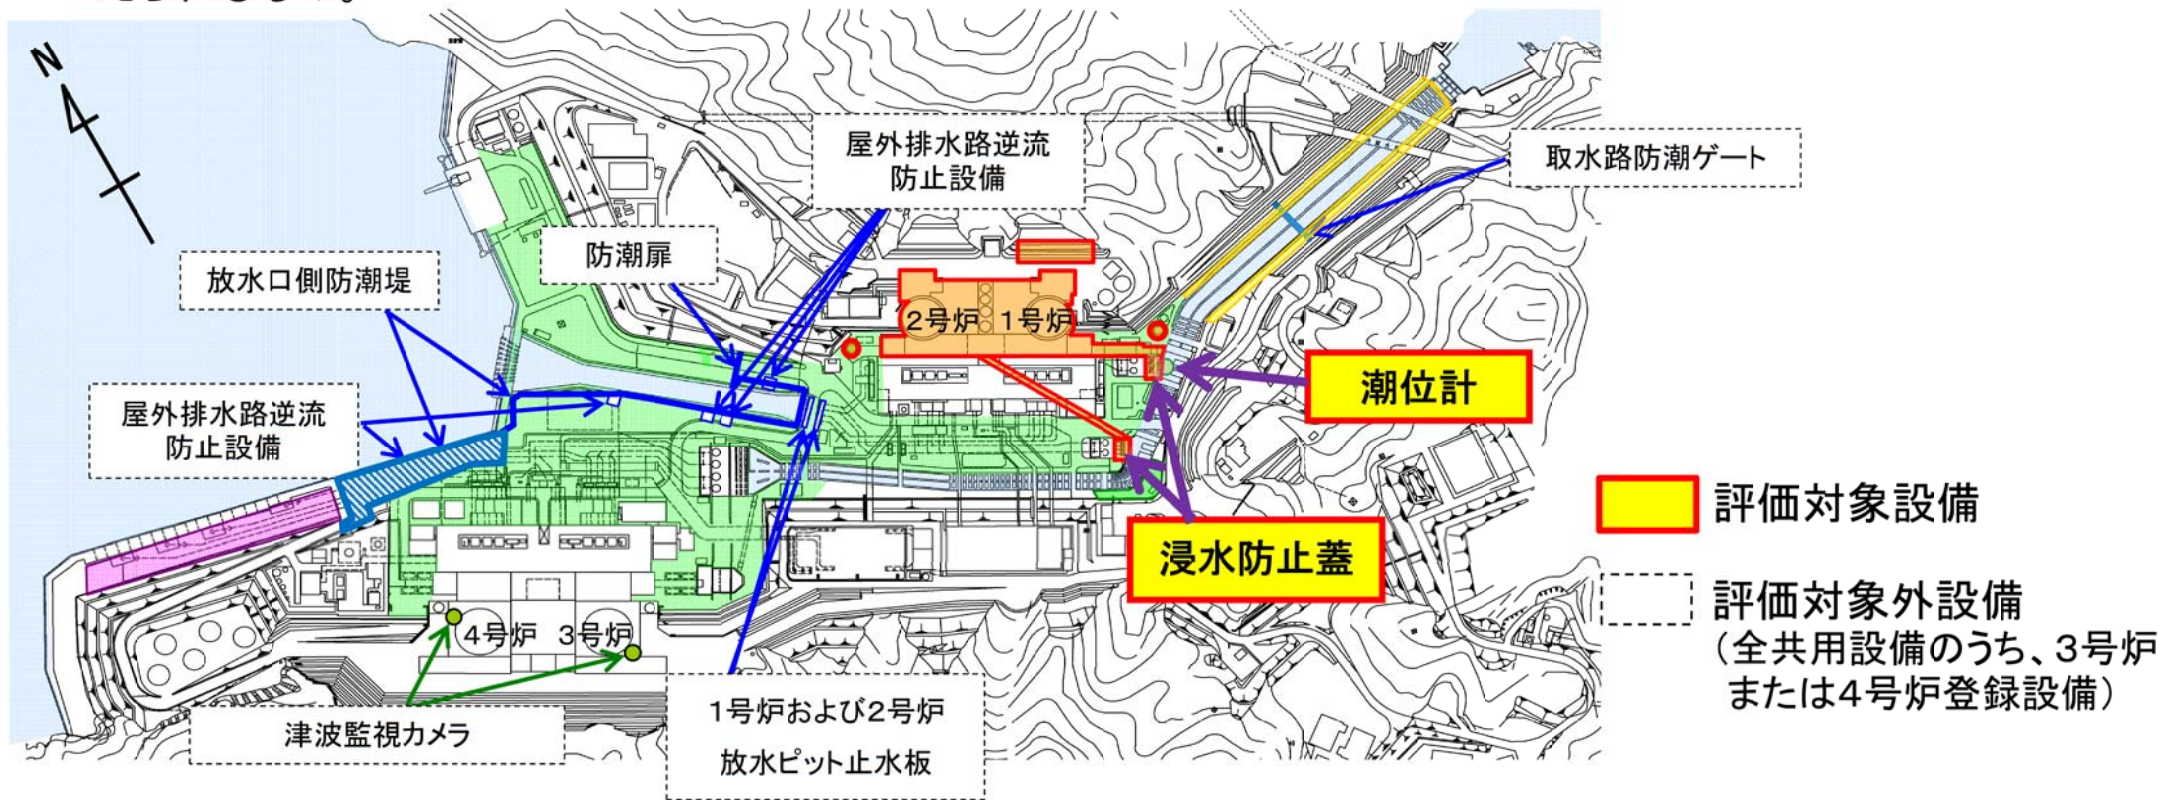 N
屋外排水路逆流
防止設備
取水路防潮ゲート
防潮扉
放水口側防潮堤
2号炉 1号炉
潮位計
屋外排水路逆流
防止設備
浸水防止蓋
評価対象設備
評価対象外設備
(全共用設備のうち、3号炉
または4号炉登録設備)
4号炉 3号炉
津波監視カメラ
1号炉および2号炉
放水ピット止水板